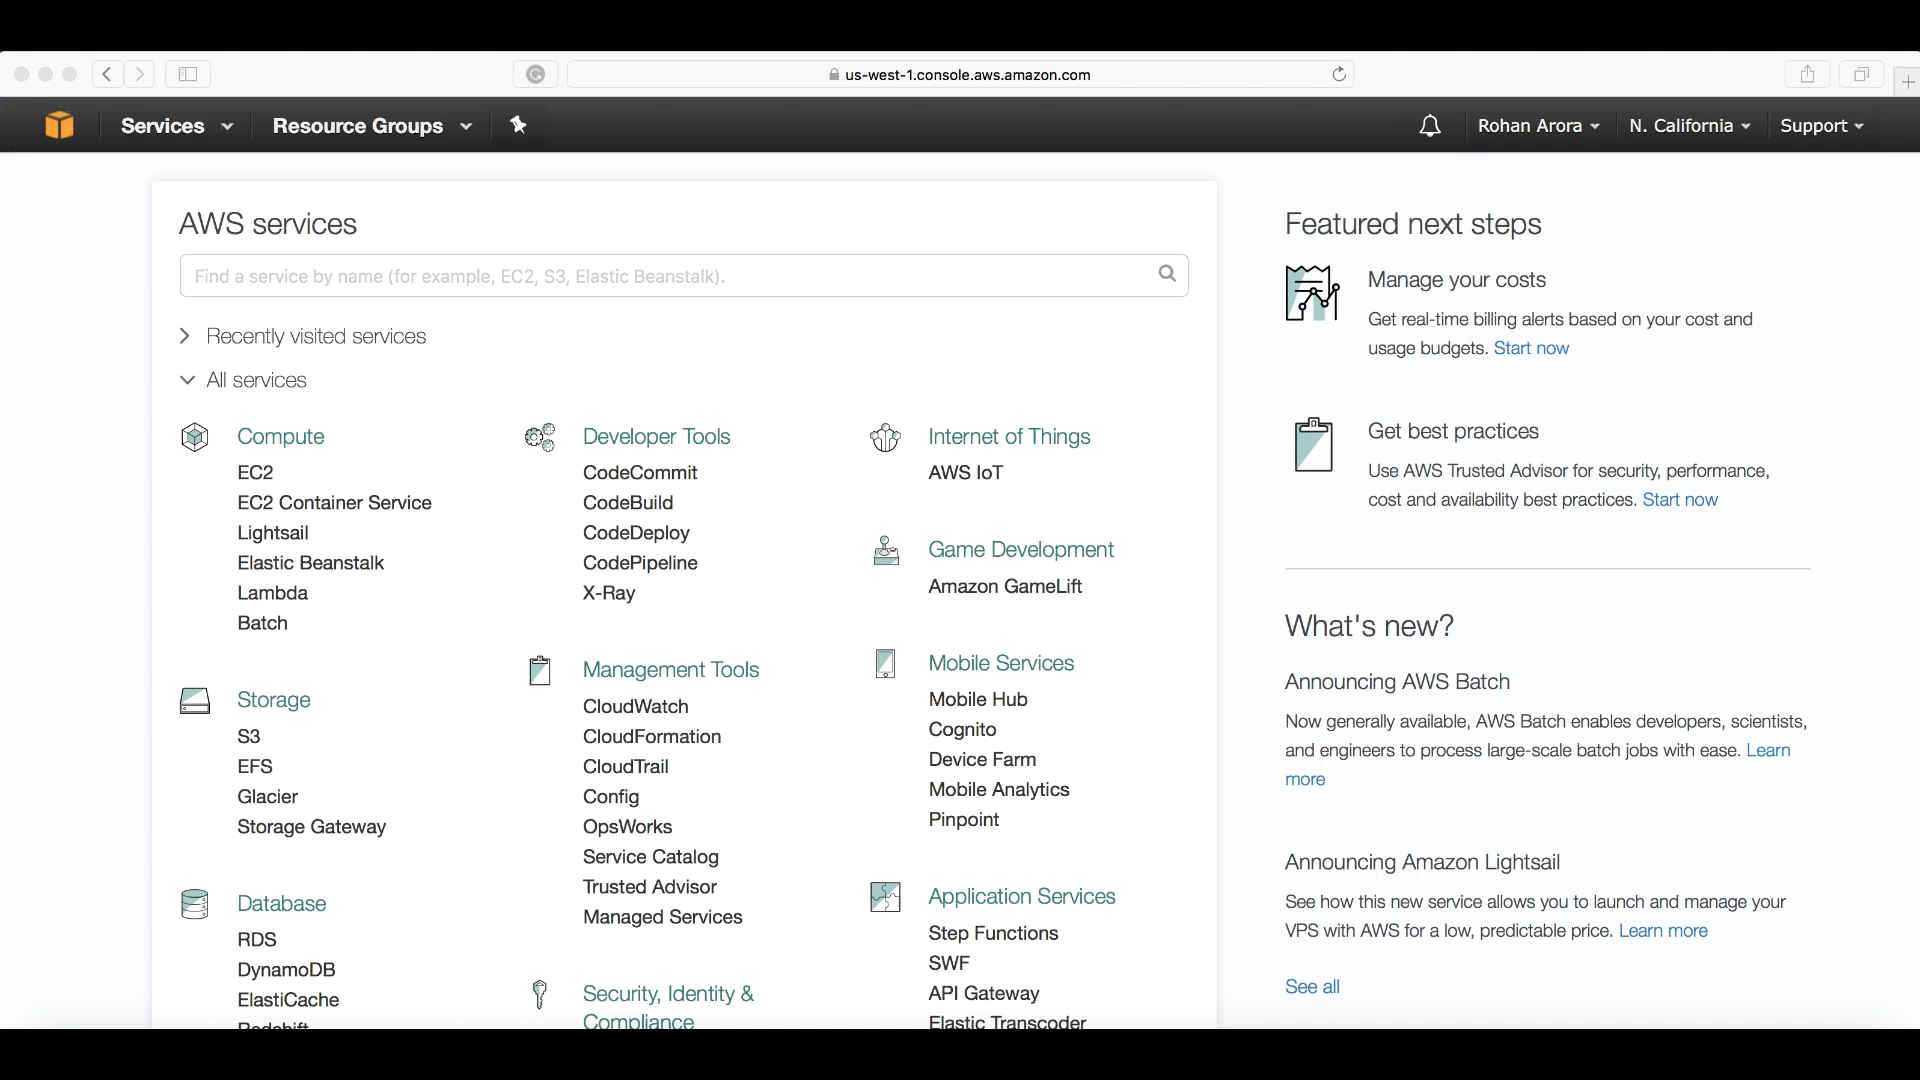 us-west-1.console.aws.amazon.com
Services
Resource Groups
Rohan Arora
N. California
Support
AWS services
Find a service by name (for example, EC2, S3, Elastic Beanstalk).
Recently visited services
All services
Compute
EC2
EC2 Container Service
Lightsail
Elastic Beanstalk
Lambda
Batch
Storage
S3
EFS
Glacier
Storage Gateway
Database
RDS
DynamoDB
ElastiCache
Redshift
Developer Tools
CodeCommit
CodeBuild
CodeDeploy
CodePipeline
X-Ray
Management Tools
CloudWatch
CloudFormation
CloudTrail
Config
OpsWorks
Service Catalog
Trusted Advisor
Managed Services
Security, Identity &
Compliance
Internet of Things
AWS IoT
Game Development
Amazon GameLift
Mobile Services
Mobile Hub
Cognito
Device Farm
Mobile Analytics
Pinpoint
Application Services
Step Functions
SWF
API Gateway
Elastic Transcoder
Featured next steps
Manage your costs
Get real-time billing alerts based on your cost and
usage budgets. Start now
Get best practices
Use AWS Trusted Advisor for security, performance,
cost and availability best practices. Start now
What's new?
Announcing AWS Batch
Now generally available, AWS Batch enables developers, scientists,
and engineers to process large-scale batch jobs with ease. Learn
more
Announcing Amazon Lightsail
See how this new service allows you to launch and manage your
VPS with AWS for a low, predictable price. Learn more
See all